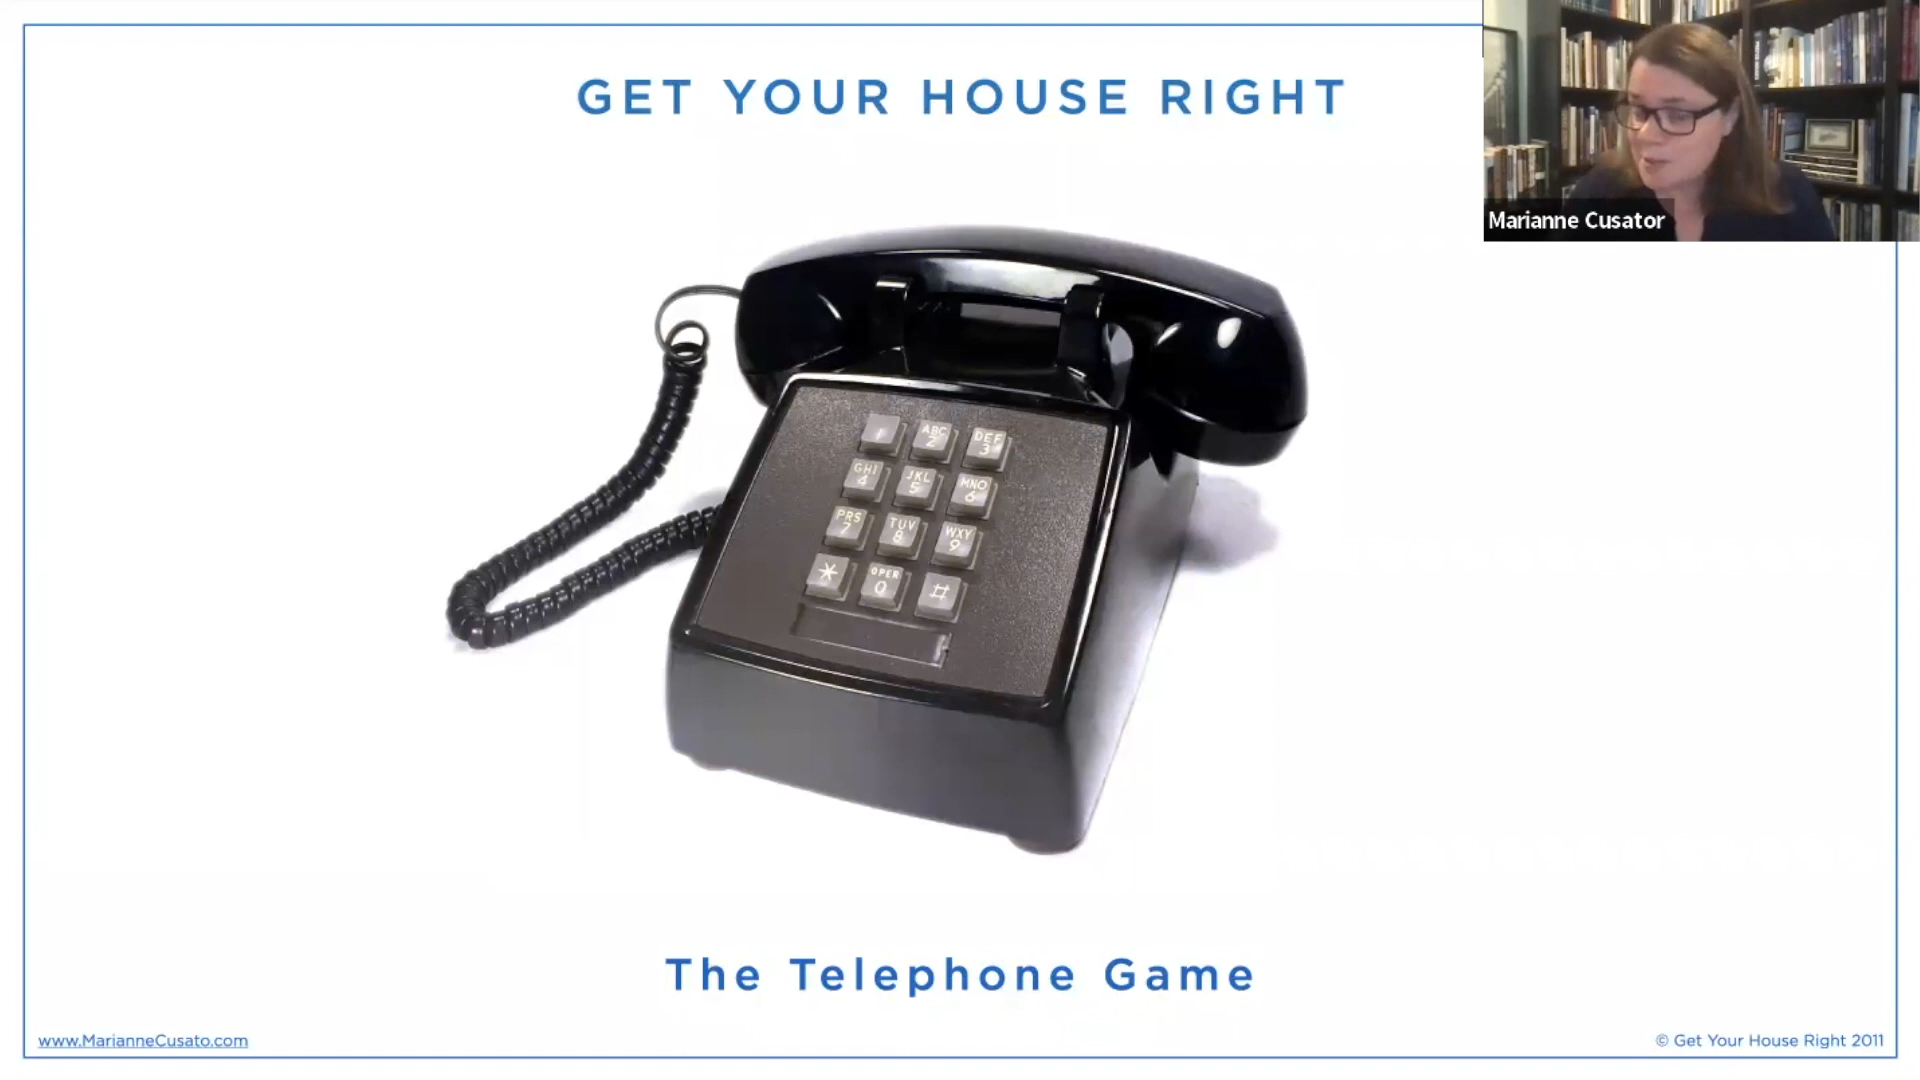 GET YOUR HOUSE RIGHT
Marianne Cusator
ABC
2
DEF
3
GHI
4
JKL
5
MNO
6
PRS
7
TUV
8
WXY
9
*
OPER
0
#
The Telephone Game
www.MarianneCusato.com
© Get Your House Right 2011